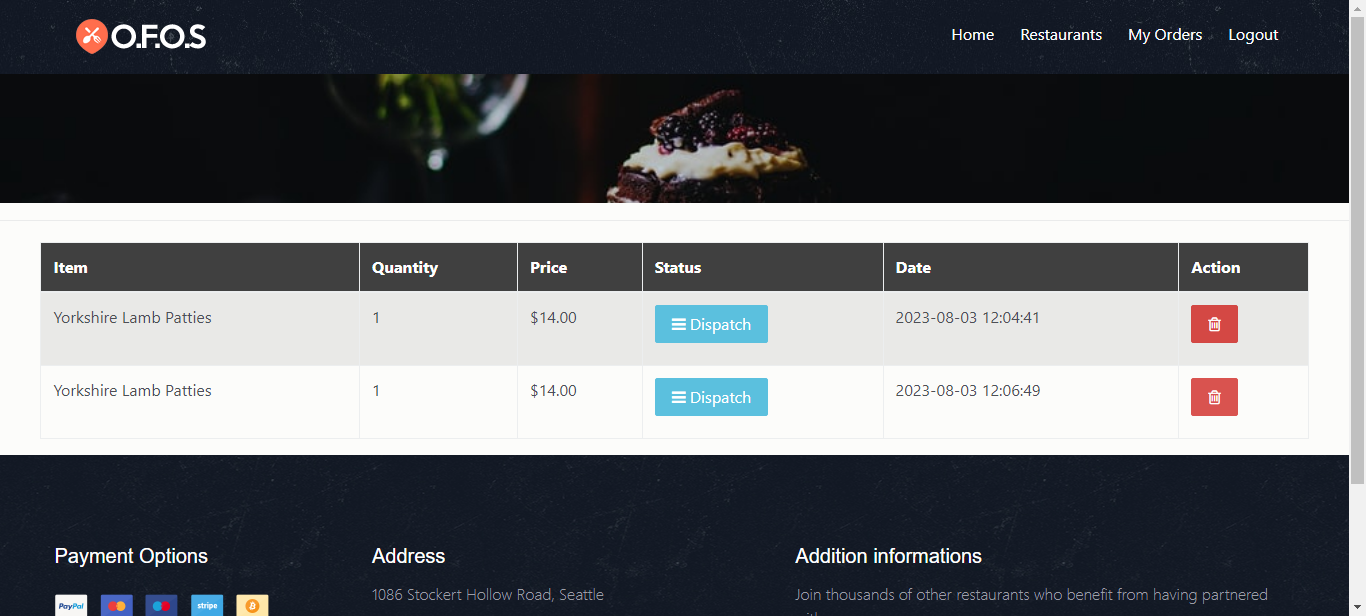 O.F.O.S
Home Restaurants My Orders Logout
Item Quantity Price Status Date Action
Yorkshire Lamb Patties 1 $14.00 Dispatch 2023-08-03 12:04:41
Yorkshire Lamb Patties 1 $14.00 Dispatch 2023-08-03 12:06:49
Payment Options Address Addition informations
PayPal stripe 1086 Stockert Hollow Road, Seattle Join thousands of other restaurants who benefit from having partnered